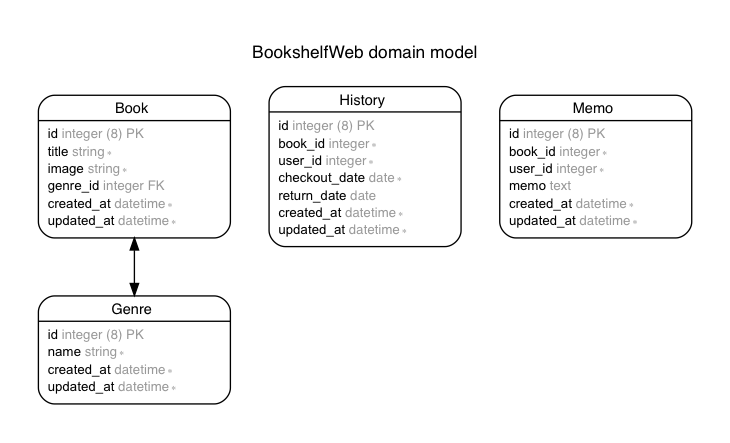 BookshelfWeb domain model
Book
id integer (8) PK
title string *
image string *
genre_id integer FK
created_at datetime *
updated_at datetime *
History
id integer (8) PK
book_id integer *
user_id integer *
checkout_date date *
return_date date
created_at datetime *
updated_at datetime *
Memo
id integer (8) PK
book_id integer *
user_id integer *
memo text
created_at datetime *
updated_at datetime *
Genre
id integer (8) PK
name string *
created_at datetime *
updated_at datetime *